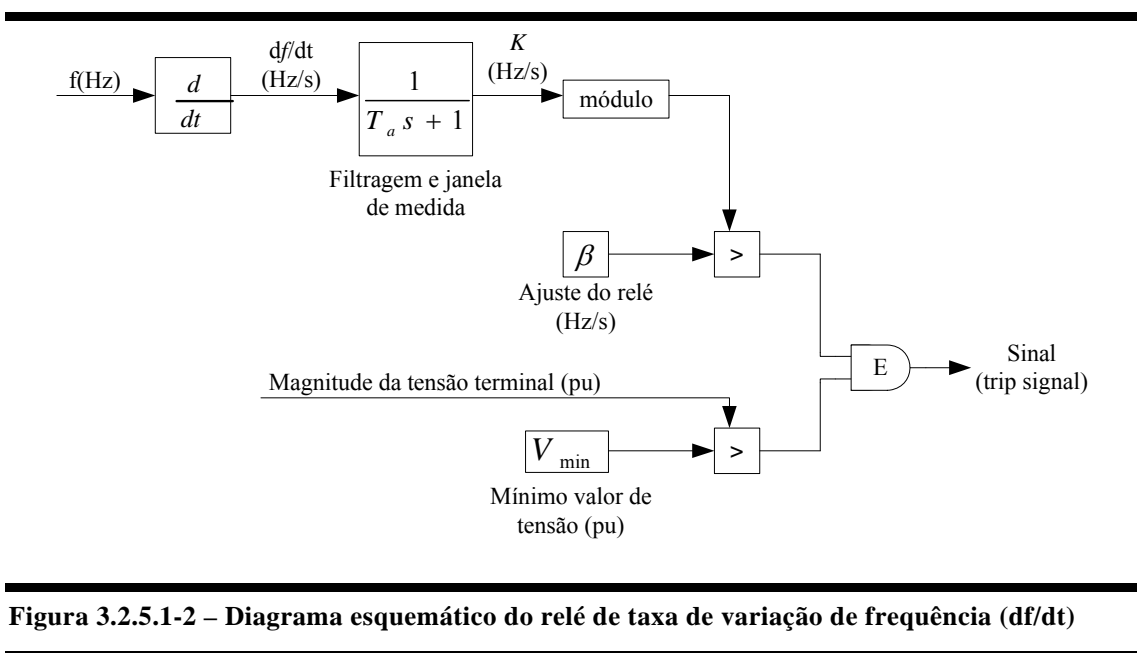 f(Hz)
d
dt
df/dt
(Hz/s)
1
T a s + 1
Filtragem e janela
de medida
K
(Hz/s)
módulo
β
>
Ajuste do relé
(Hz/s)
Magnitude da tensão terminal (pu)
V min
>
Mínimo valor de
tensão (pu)
E
Sinal
(trip signal)
Figura 3.2.5.1-2 – Diagrama esquemático do relé de taxa de variação de frequência (df/dt)